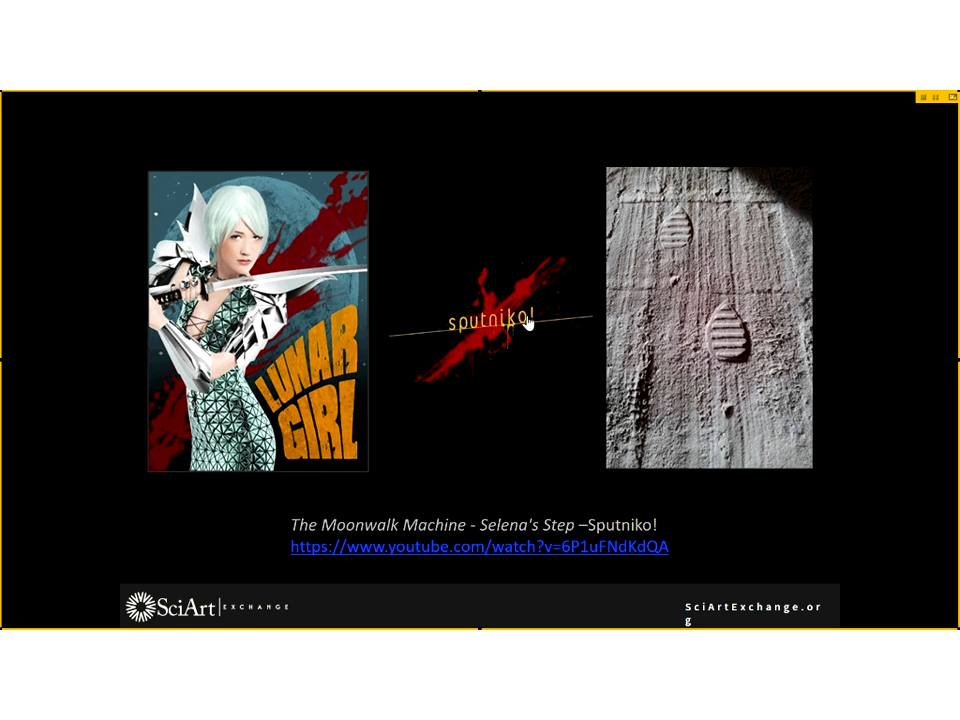 LUNAR
GIRL
sputniko!
The Moonwalk Machine - Selena's Step –Sputniko!
https://www.youtube.com/watch?v=6P1uFNdKdQA
SciArt EXCHANGE
SciArtExchange.or
g